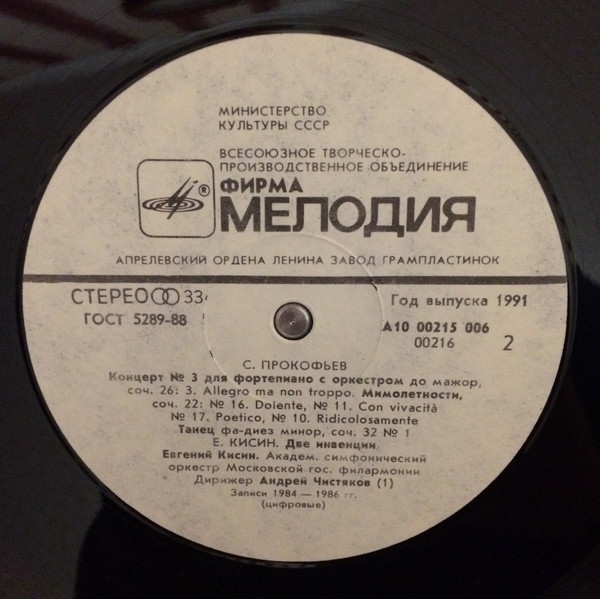 МИНИСТЕРСТВО
КУЛЬТУРЫ СССР
ВСЕСОЮЗНОЕ ТВОРЧЕСКО-
ПРОИЗВОДСТВЕННОЕ ОБЪЕДИНЕНИЕ
ФИРМА
® МЕЛОДИЯ
АПРЕЛЕВСКИЙ ОРДЕНА ЛЕНИНА ЗАВОД ГРАМПЛАСТИНОК
СТЕРЕО 33
ГОСТ 5289-88
Год выпуска 1991
А10 00215 006
00216 2
С. ПРОКОФЬЕВ
Концерт № 3 для фортепиано с оркестром до мажор,
соч. 26: 3. Allegro ma non troppo. Мимолетности,
соч. 22: № 16. Doiente, № 11. Con vivacità
№ 17. Poetico, № 10. Ridicolosamente
Танец фа-диез минор, соч. 32 № 1
Е. КИСИН. Две инвенции
Евгений Кисин. Академ. симфонический
оркестр Московской гос. филармонии
Дирижер Андрей Чистяков (1)
Записи 1984 — 1986 гг.
(цифровые)